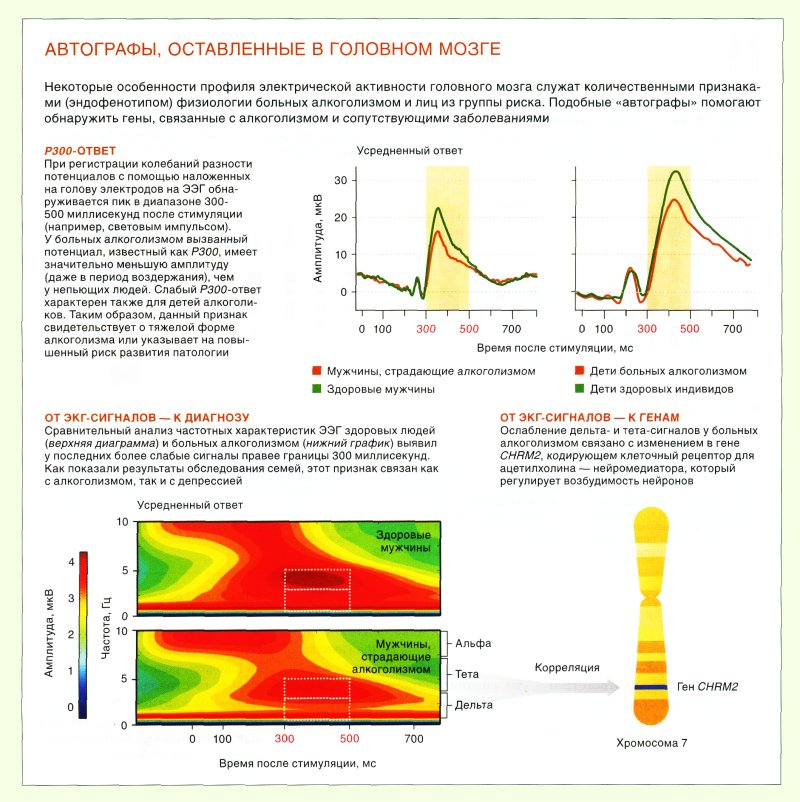 АВТОГРАФЫ, ОСТАВЛЕННЫЕ В ГОЛОВНОМ МОЗГЕ
Некоторые особенности профиля электрической активности головного мозга служат количественными признака-
ми (эндофенотипом) физиологии больных алкоголизмом и лиц из группы риска. Подобные «автографы» помогают
обнаружить гены, связанные с алкоголизмом и сопутствующими заболеваниями
P300-ОТВЕТ
При регистрации колебаний разности
потенциалов с помощью наложенных
на голову электродов на ЭЭГ обна-
руживается пик в диапазоне 300-
500 миллисекунд после стимуляции
(например, световым импульсом).
У больных алкоголизмом вызванный
потенциал, известный как P300, имеет
значительно меньшую амплитуду
(даже в период воздержания), чем
у непьющих людей. Слабый P300-ответ
характерен также для детей алкоголи-
ков. Таким образом, данный признак
свидетельствует о тяжелой форме
алкоголизма или указывает на повы-
шенный риск развития патологии
Усредненный ответ
Амплитуда, мкВ
30
20
10
0
0 100 300 500 700
0 100 300 500 700
Время после стимуляции, мс
Мужчины, страдающие алкоголизмом
Здоровые мужчины
Дети больных алкоголизмом
Дети здоровых индивидов
ОТ ЭКГ-СИГНАЛОВ — К ДИАГНОЗУ
Сравнительный анализ частотных характеристик ЭЭГ здоровых людей
(верхняя диаграмма) и больных алкоголизмом (нижний график) выявил
у последних более слабые сигналы правее границы 300 миллисекунд.
Как показали результаты обследования семей, этот признак связан как
с алкоголизмом, так и с депрессией
ОТ ЭКГ-СИГНАЛОВ — К ГЕНАМ
Ослабление дельта- и тета-сигналов у больных
алкоголизмом связано с изменением в гене
CHRM2, кодирующем клеточный рецептор для
ацетилхолина — нейромедиатора, который
регулирует возбудимость нейронов
Усредненный ответ
Амплитуда, мкВ
4
3
2
1
0
Частота, Гц
10
5
0
Здоровые
мужчины
10
5
0
Мужчины,
страдающие
алкоголизмом
Альфа
Тета
Дельта
0 100 300 500 700
Время после стимуляции, мс
Корреляция
Ген CHRM2
Хромосома 7